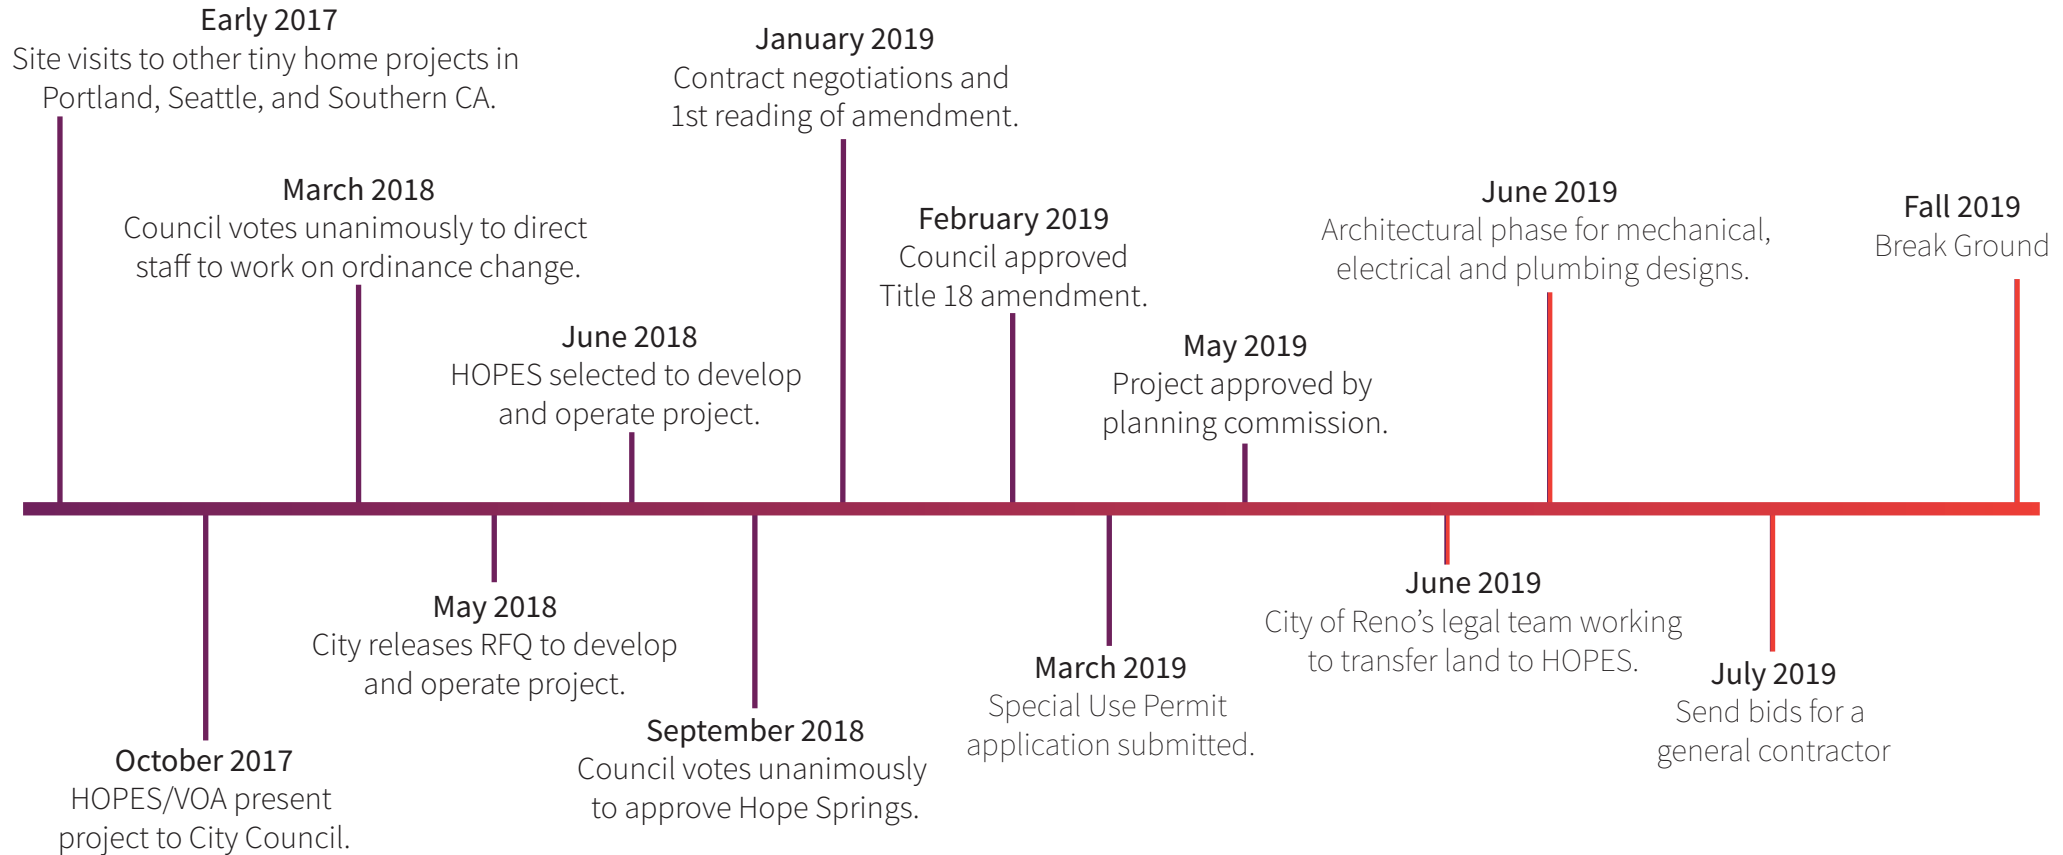 Early 2017
Site visits to other tiny home projects in
Portland, Seattle, and Southern CA.
October 2017
HOPES/VOA present
project to City Council.
March 2018
Council votes unanimously to direct
staff to work on ordinance change.
May 2018
City releases RFQ to develop
and operate project.
June 2018
HOPES selected to develop
and operate project.
September 2018
Council votes unanimously
to approve Hope Springs.
January 2019
Contract negotiations and
1st reading of amendment.
February 2019
Council approved
Title 18 amendment.
March 2019
Special Use Permit
application submitted.
May 2019
Project approved by
planning commission.
June 2019
City of Reno’s legal team working
to transfer land to HOPES.
June 2019
Architectural phase for mechanical,
electrical and plumbing designs.
July 2019
Send bids for a
general contractor
Fall 2019
Break Ground